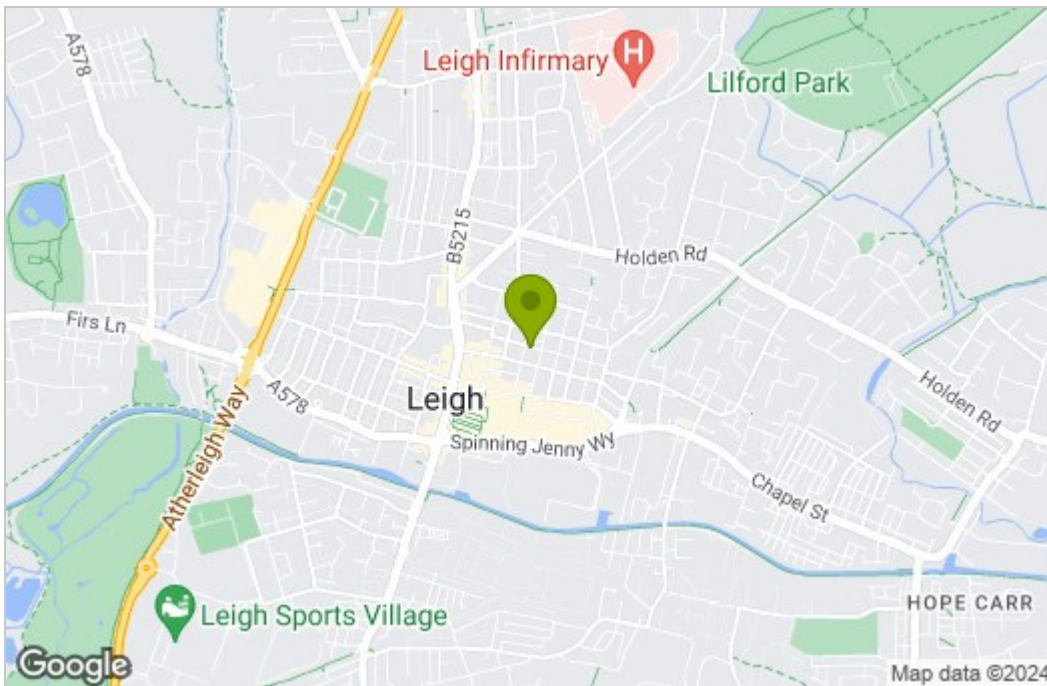 A578
Leigh Infirmary
H
Lilford Park
B5215
Holden Rd
Firs Ln
A578
Leigh
Atherleigh Way
Holden Rd
Spinning Jenny Wy
Chapel St
Leigh Sports Village
HOPE CARR
Google
Map data ©2024